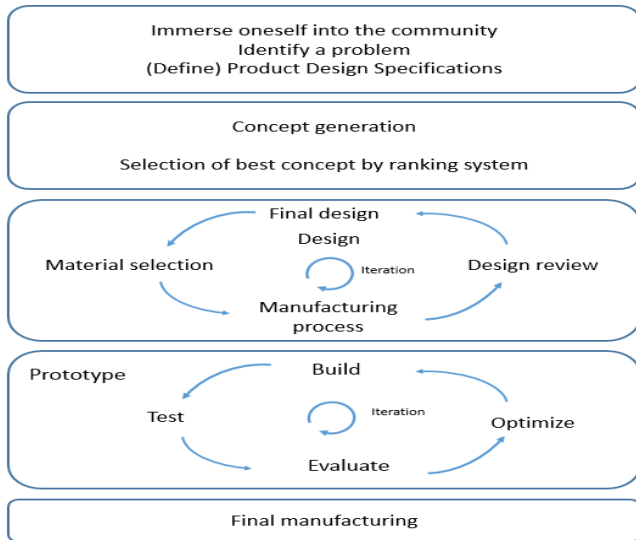 Immerse oneself into the community
Identify a problem
(Define) Product Design Specifications
Concept generation
Selection of best concept by ranking system
Final design
Design
Material selection
Iteration
Design review
Manufacturing
process
Prototype
Build
Test
Iteration
Optimize
Evaluate
Final manufacturing